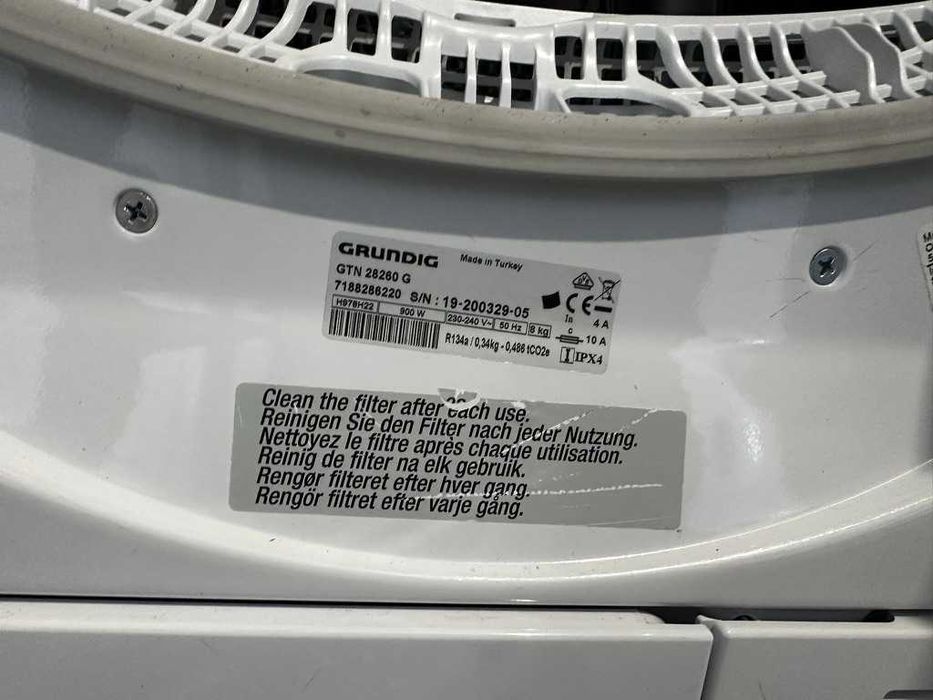 GRUNDIG
Made in Turkey
GTN 28260 G
7188286220 S/N : 19-200329-05
H978H22 900 W 230-240 V~ 50 Hz 8 kg
In 4 A
c 10 A
R134a / 0,34kg - 0,486 tCO2e
IPX4
Clean the filter after each use.
Reinigen Sie den Filter nach jeder Nutzung.
Nettoyez le filtre après chaque utilisation.
Reinig de filter na elk gebruik.
Rengør filteret efter hver gang.
Rengör filtret efter varje gång.